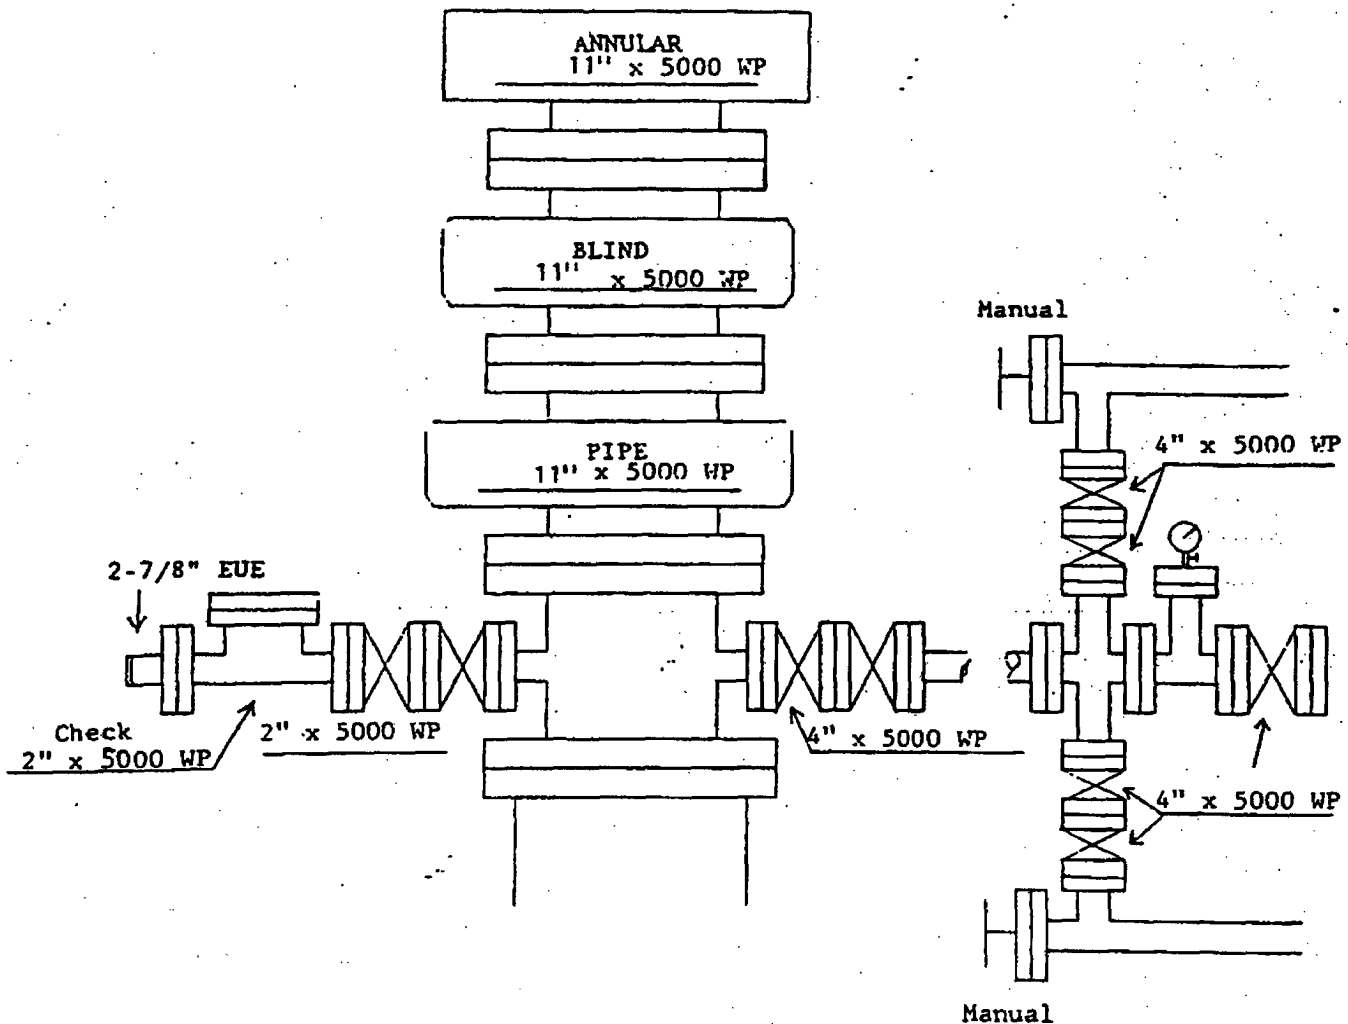 ANNULAR
11" x 5000 WP
BLIND
11" x 5000 WP
Manual
PIPE
11" x 5000 WP
4" x 5000 WP
2-7/8" EUE
Check
2" x 5000 WP
2" x 5000 WP
4" x 5000 WP
4" x 5000 WP
Manual